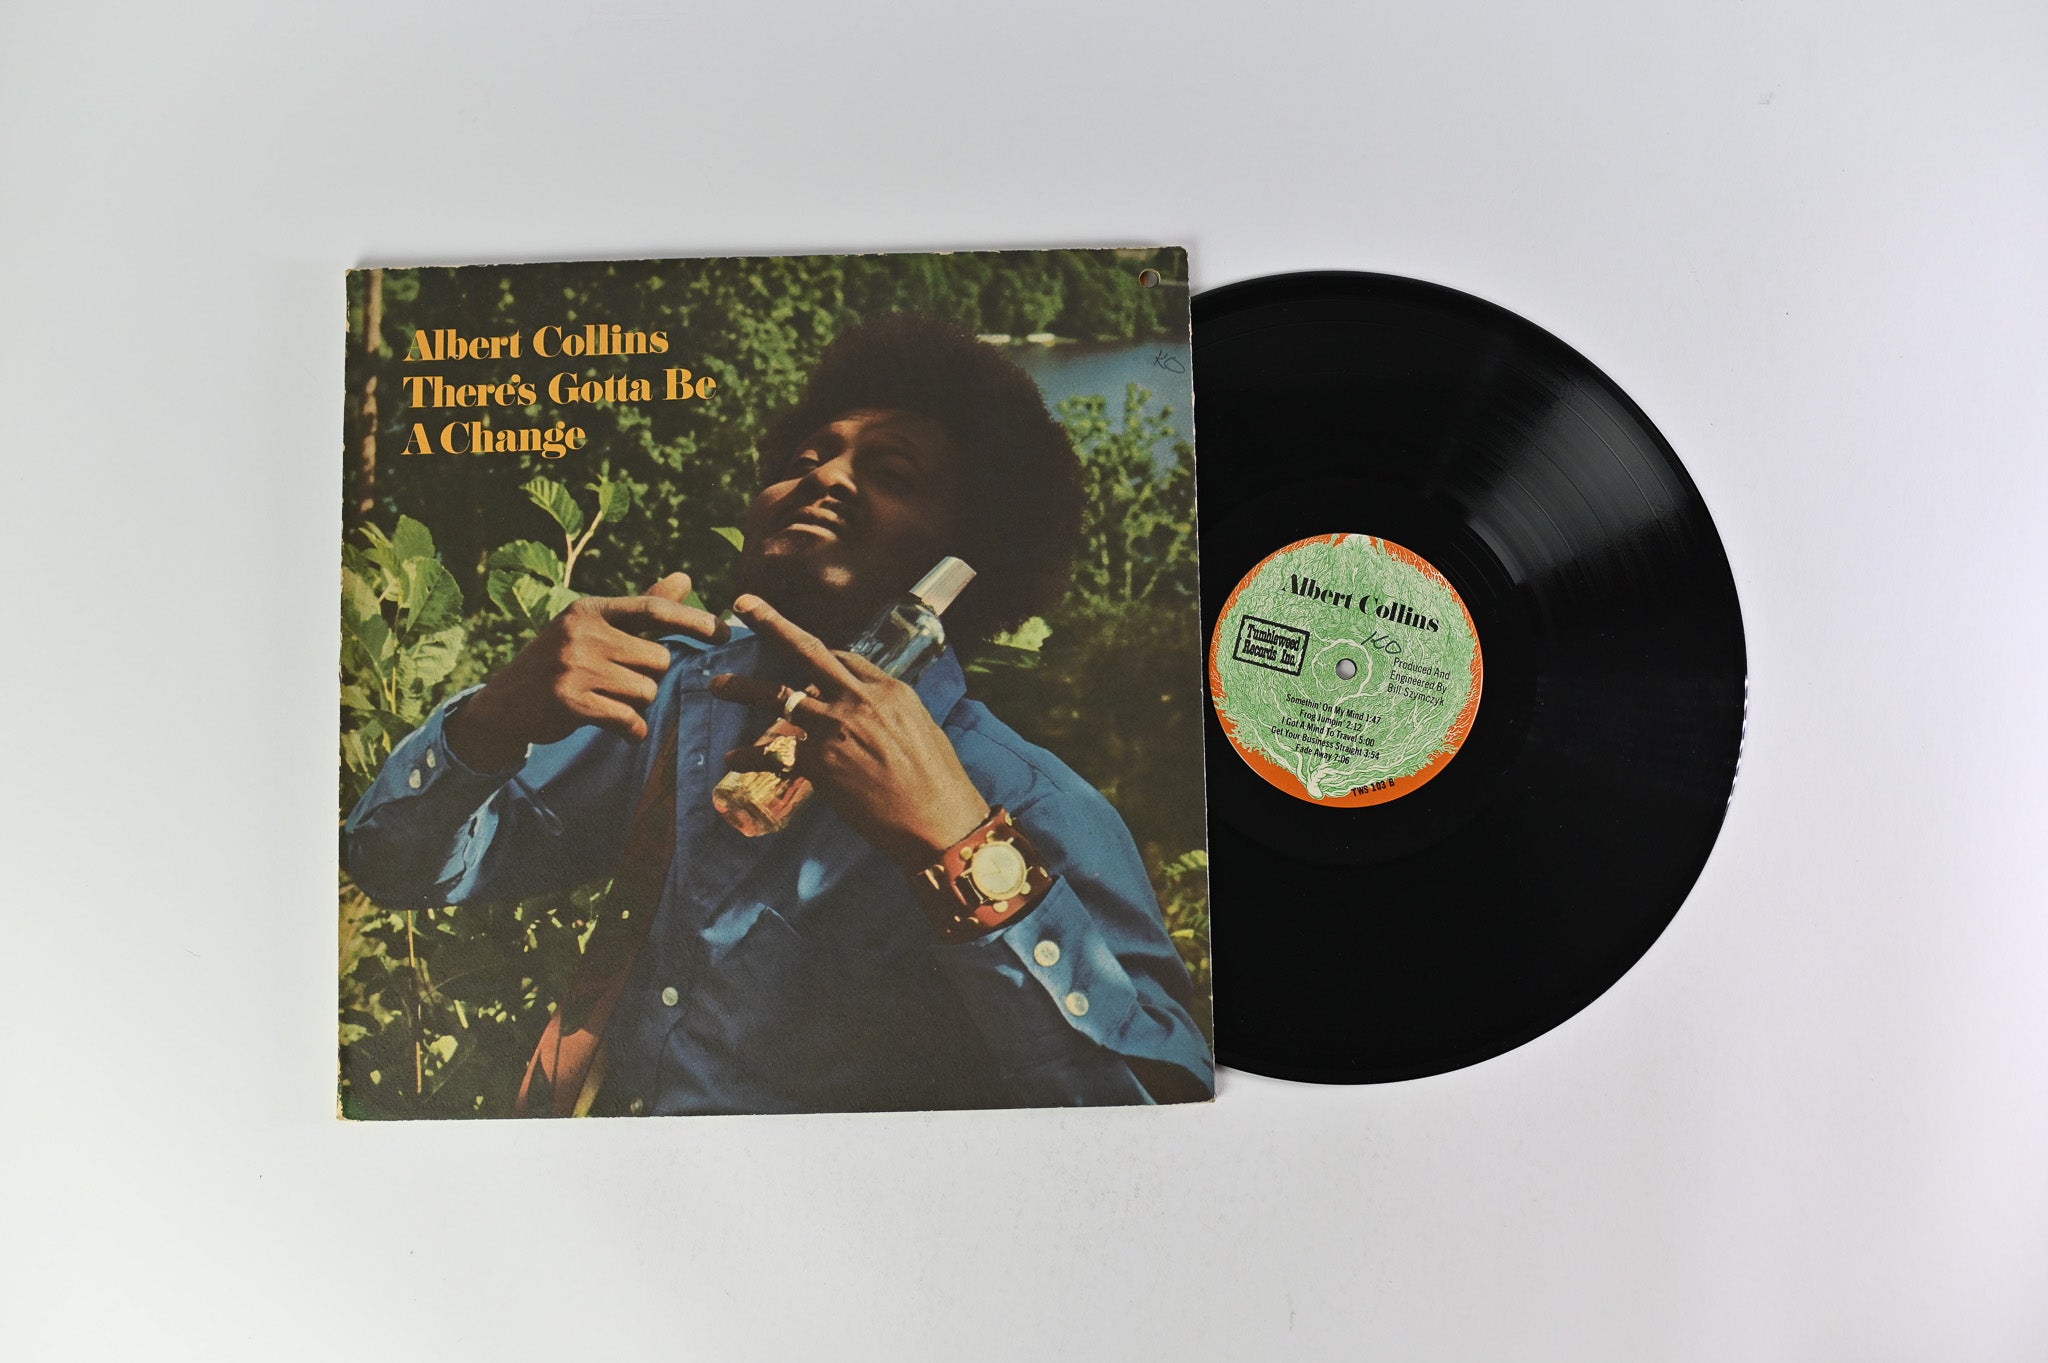 Albert Collins
There's Gotta Be
A Change
KO
Albert Collins
KO
Tumbleweed
Records Inc.
Produced And
Engineered By
Bill Szymczyk
Somethin' On My Mind 1:47
Frog Jumpin' 2:12
I Got A Mind To Travel 5:00
Get Your Business Straight 3:54
Fade Away 2:06
TWS 103 B